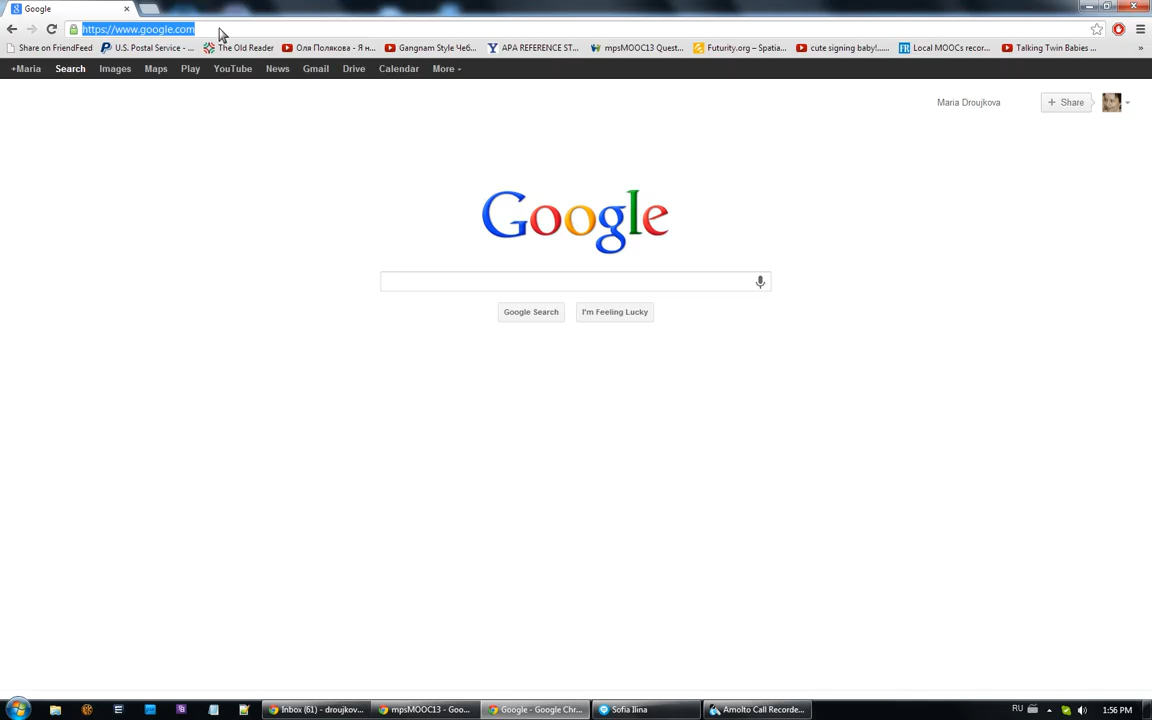 Google
https://www.google.com
Share on FriendFeed U.S. Postal Service - ... The Old Reader Оля Полякова - Я н... Gangnam Style Чеб... APA REFERENCE ST... mpsMOOC13 Quest... Futurity.org – Spatia... cute signing baby!..... Local MOOCs recor... Talking Twin Babies ... »
+Maria Search Images Maps Play YouTube News Gmail Drive Calendar More
Maria Droujkova + Share
Google
Google Search I'm Feeling Lucky
Inbox (61) - droujkov... mpsMOOC13 - Goo... Google - Google Chr... Sofia Ilina Amolto Call Recorde... RU 1:56 PM